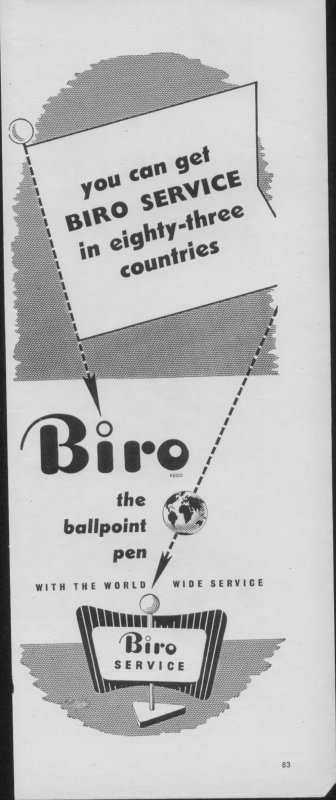 you can get
BIRO SERVICE
in eighty-three
countries
Biro
REGD
the
ballpoint
pen
WITH THE WORLD WIDE SERVICE
Biro
SERVICE
83